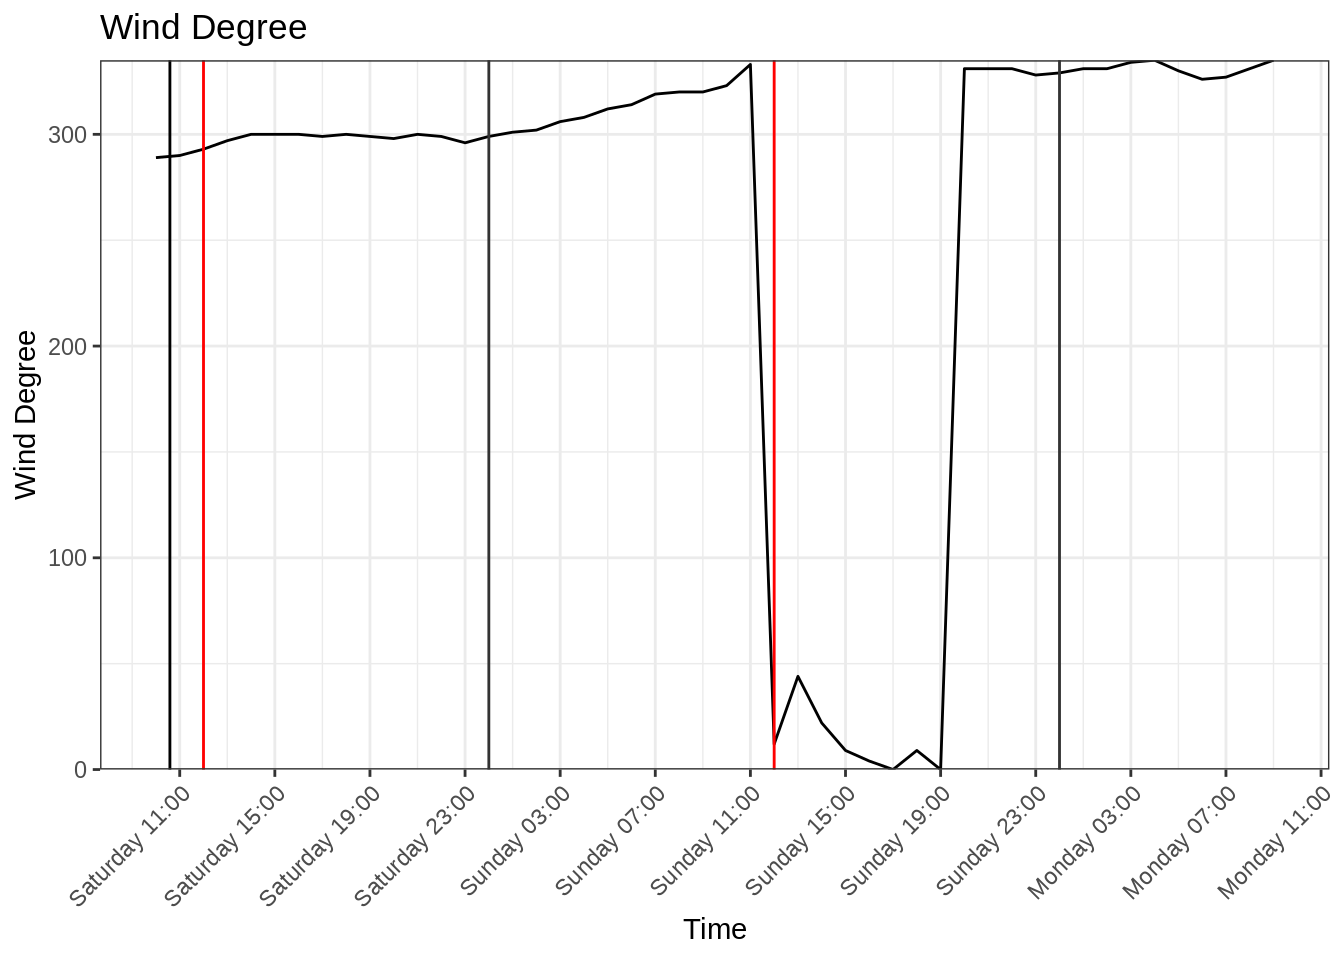 Wind Degree
Wind Degree
300
200
100
0
Saturday 11:00
Saturday 15:00
Saturday 19:00
Saturday 23:00
Sunday 03:00
Sunday 07:00
Sunday 11:00
Sunday 15:00
Sunday 19:00
Sunday 23:00
Monday 03:00
Monday 07:00
Monday 11:00
Time